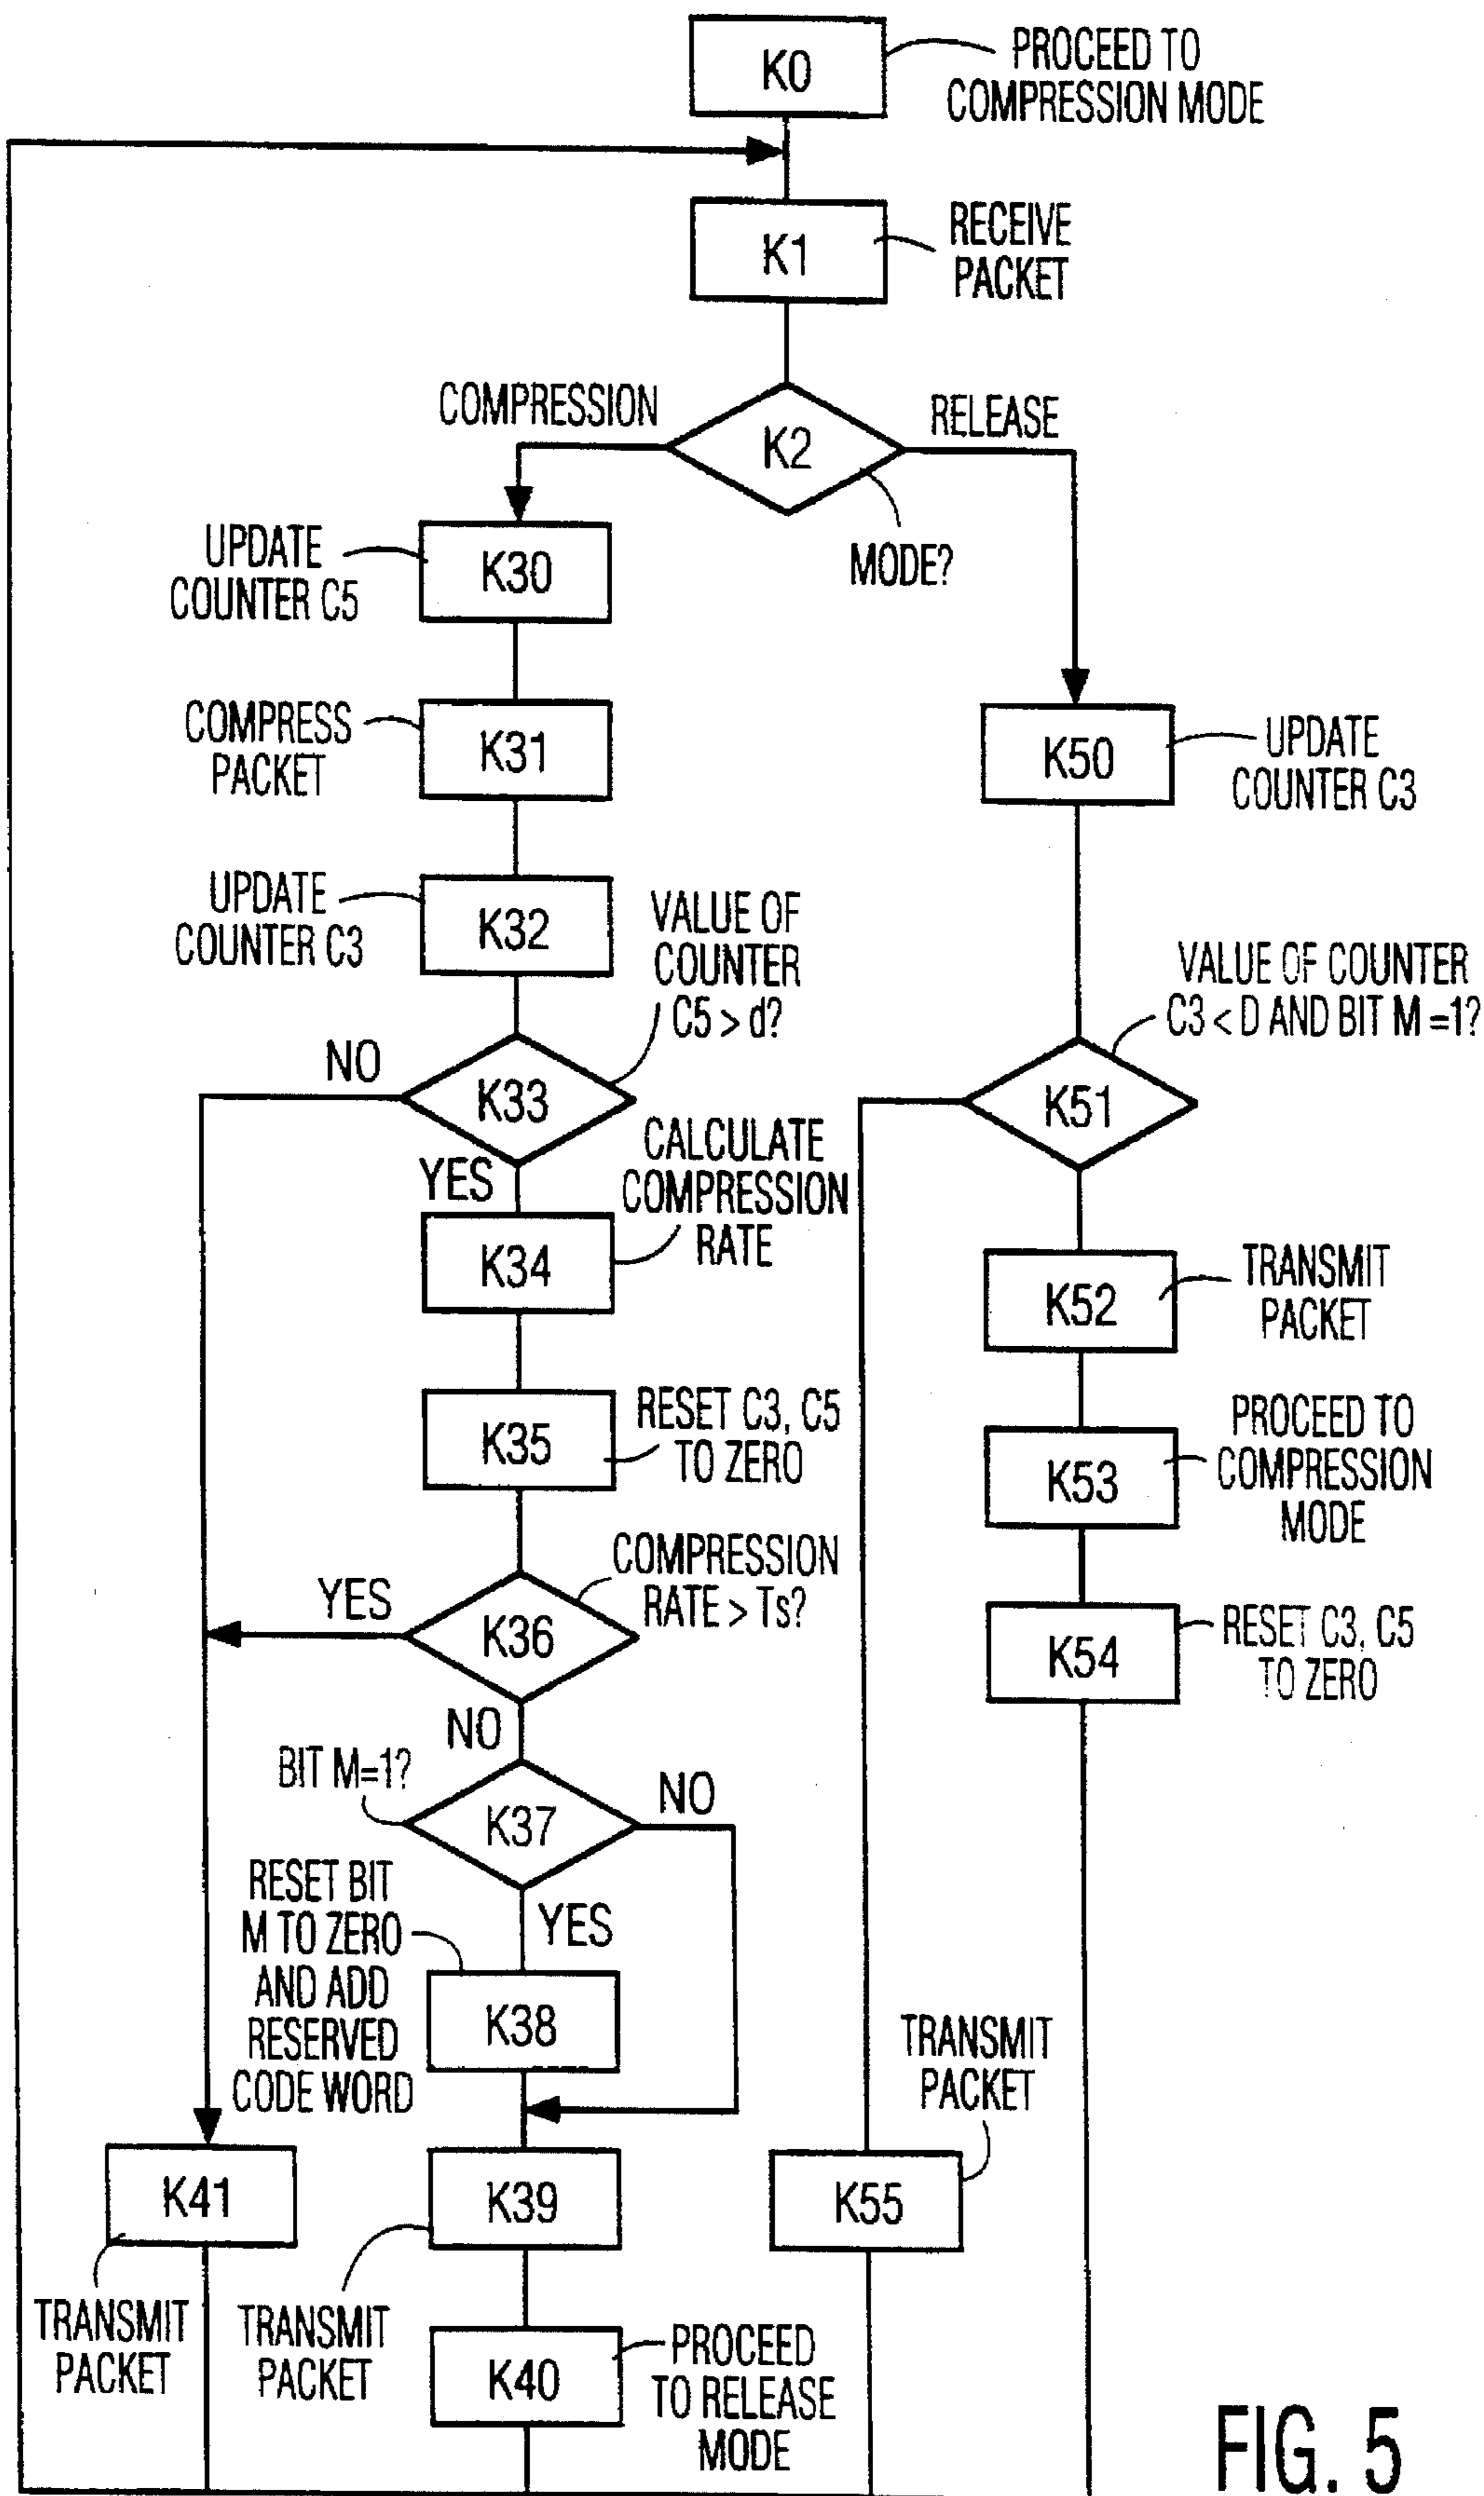 K0
PROCEED TO
COMPRESSION MODE
K1
RECEIVE
PACKET
COMPRESSION
K2
RELEASE
MODE?
UPDATE
COUNTER C5
K30
COMPRESS
PACKET
K31
K50
UPDATE
COUNTER C3
UPDATE
COUNTER C3
K32
VALUE OF
COUNTER
C5 > d?
VALUE OF COUNTER
C3 < D AND BIT M =1?
NO
K33
K51
YES
CALCULATE
COMPRESSION
RATE
K34
K52
TRANSMIT
PACKET
K35
RESET C3, C5
TO ZERO
K53
PROCEED TO
COMPRESSION
MODE
YES
K36
COMPRESSION
RATE > Ts?
K54
RESET C3, C5
TO ZERO
NO
BIT M=1?
K37
NO
RESET BIT
M TO ZERO
AND ADD
RESERVED
CODE WORD
YES
K38
TRANSMIT
PACKET
K41
K39
K55
TRANSMIT
PACKET
TRANSMIT
PACKET
K40
PROCEED
TO RELEASE
MODE
FIG. 5